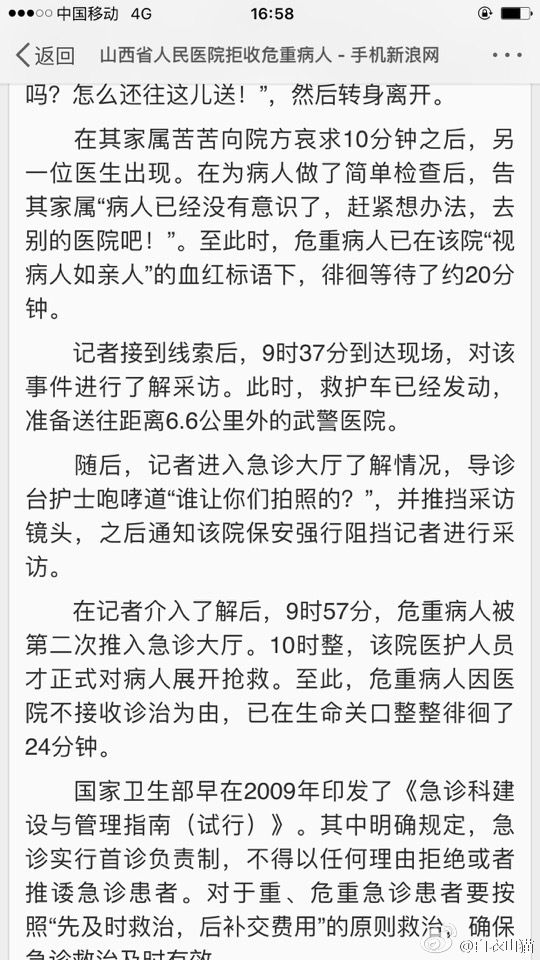 中国移动 4G 16:58
返回 山西省人民医院拒收危重病人 - 手机新浪网
吗？怎么还往这儿送！”，然后转身离开。
在其家属苦苦向院方哀求10分钟之后，另
一位医生出现。在为病人做了简单检查后，告
其家属“病人已经没有意识了，赶紧想办法，去
别的医院吧！”。至此时，危重病人已在该院“视
病人如亲人”的血红标语下，徘徊等待了约20分
钟。
记者接到线索后，9时37分到达现场，对该
事件进行了解采访。此时，救护车已经发动，
准备送往距离6.6公里外的武警医院。
随后，记者进入急诊大厅了解情况，导诊
台护士咆哮道“谁让你们拍照的？”，并推挡采访
镜头，之后通知该院保安强行阻挡记者进行采
访。
在记者介入了解后，9时57分，危重病人被
第二次推入急诊大厅。10时整，该院医护人员
才正式对病人展开抢救。至此，危重病人因医
院不接收诊治为由，已在生命关口整整徘徊了
24分钟。
国家卫生部早在2009年印发了《急诊科建
设与管理指南（试行）》。其中明确规定，急
诊实行首诊负责制，不得以任何理由拒绝或者
推诿急诊患者。对于重、危重急诊患者要按
照“先及时救治，后补交费用”的原则救治，确保
急诊救治及时有效
@白衣山猫